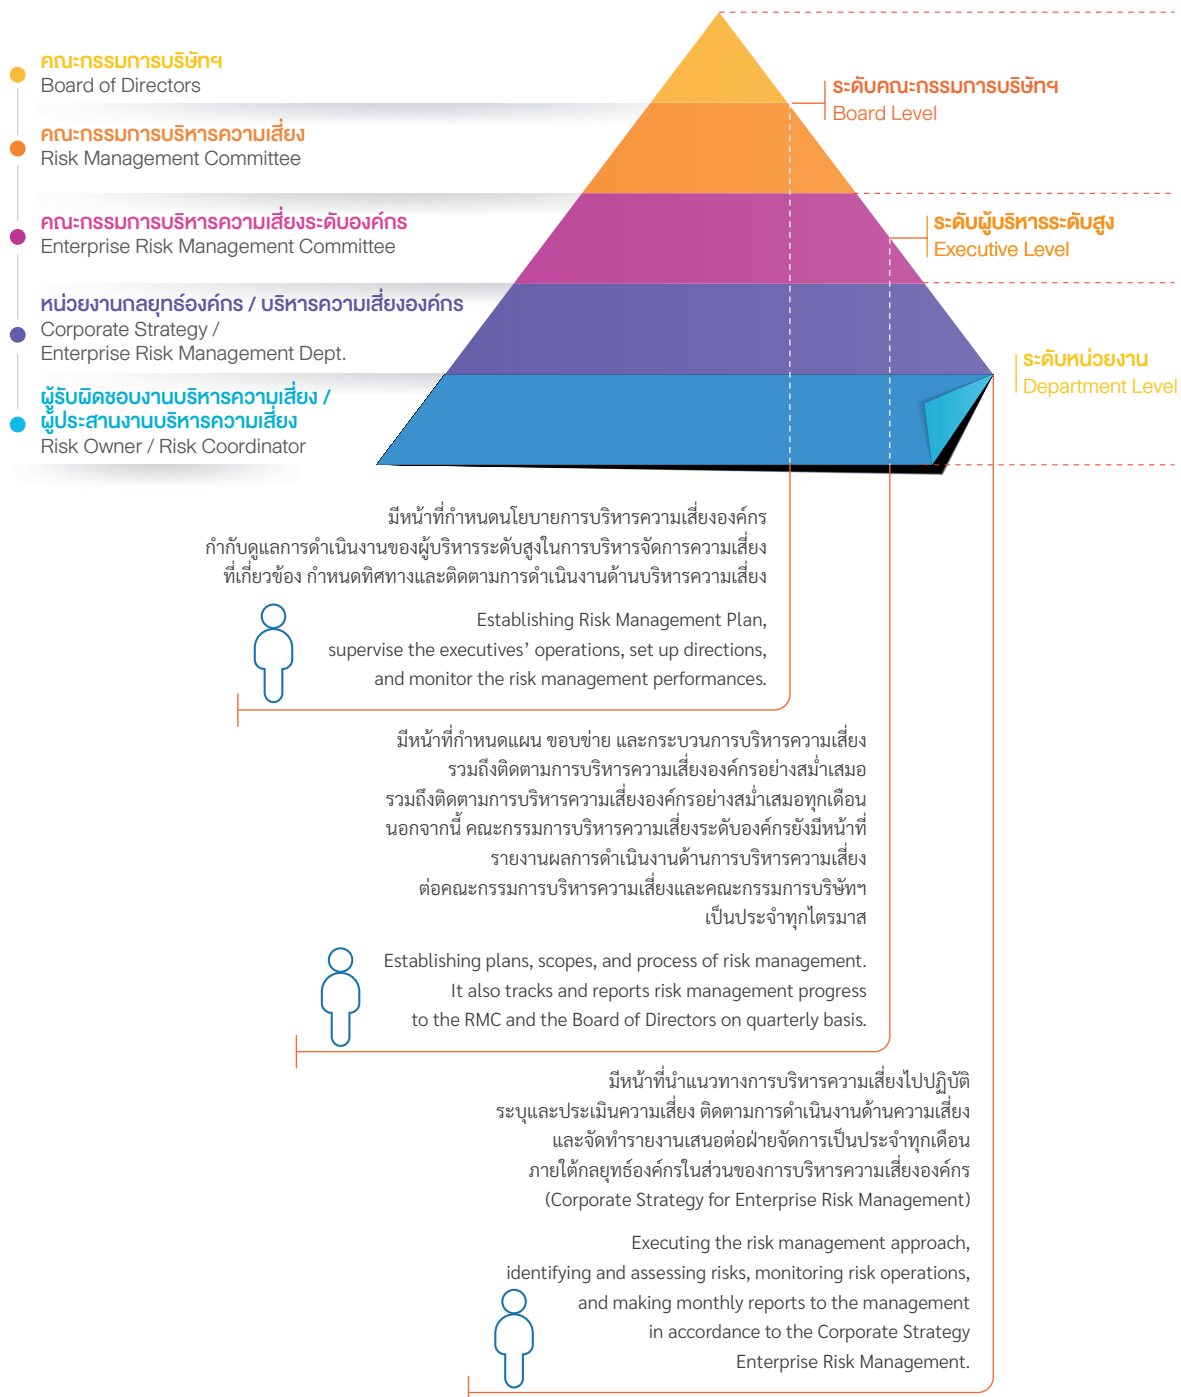 คณะกรรมการบริษัทฯ
Board of Directors
คณะกรรมการบริหารความเสี่ยง
Risk Management Committee
คณะกรรมการบริหารความเสี่ยงระดับองค์กร
Enterprise Risk Management Committee
หน่วยงานกลยุทธ์องค์กร / บริหารความเสี่ยงองค์กร
Corporate Strategy /
Enterprise Risk Management Dept.
ผู้รับผิดชอบงานบริหารความเสี่ยง /
ผู้ประสานงานบริหารความเสี่ยง
Risk Owner / Risk Coordinator
ระดับคณะกรรมการบริษัทฯ
Board Level
ระดับผู้บริหารระดับสูง
Executive Level
ระดับหน่วยงาน
Department Level
มีหน้าที่กำหนดนโยบายการบริหารความเสี่ยงองค์กร
กำกับดูแลการดำเนินงานของผู้บริหารระดับสูงในการบริหารจัดการความเสี่ยง
ที่เกี่ยวข้อง กำหนดทิศทางและติดตามการดำเนินงานด้านบริหารความเสี่ยง
Establishing Risk Management Plan,
supervise the executives’ operations, set up directions,
and monitor the risk management performances.
มีหน้าที่กำหนดแผน ขอบข่าย และกระบวนการบริหารความเสี่ยง
รวมถึงติดตามการบริหารความเสี่ยงองค์กรอย่างสม่ำเสมอ
รวมถึงติดตามการบริหารความเสี่ยงองค์กรอย่างสม่ำเสมอทุกเดือน
นอกจากนี้ คณะกรรมการบริหารความเสี่ยงระดับองค์กรยังมีหน้าที่
รายงานผลการดำเนินงานด้านการบริหารความเสี่ยง
ต่อคณะกรรมการบริหารความเสี่ยงและคณะกรรมการบริษัทฯ
เป็นประจำทุกไตรมาส
Establishing plans, scopes, and process of risk management.
It also tracks and reports risk management progress
to the RMC and the Board of Directors on quarterly basis.
มีหน้าที่นำแนวทางการบริหารความเสี่ยงไปปฏิบัติ
ระบุและประเมินความเสี่ยง ติดตามการดำเนินงานด้านความเสี่ยง
และจัดทำรายงานเสนอต่อฝ่ายจัดการเป็นประจำทุกเดือน
ภายใต้กลยุทธ์องค์กรในส่วนของการบริหารความเสี่ยงองค์กร
(Corporate Strategy for Enterprise Risk Management)
Executing the risk management approach,
identifying and assessing risks, monitoring risk operations,
and making monthly reports to the management
in accordance to the Corporate Strategy
Enterprise Risk Management.